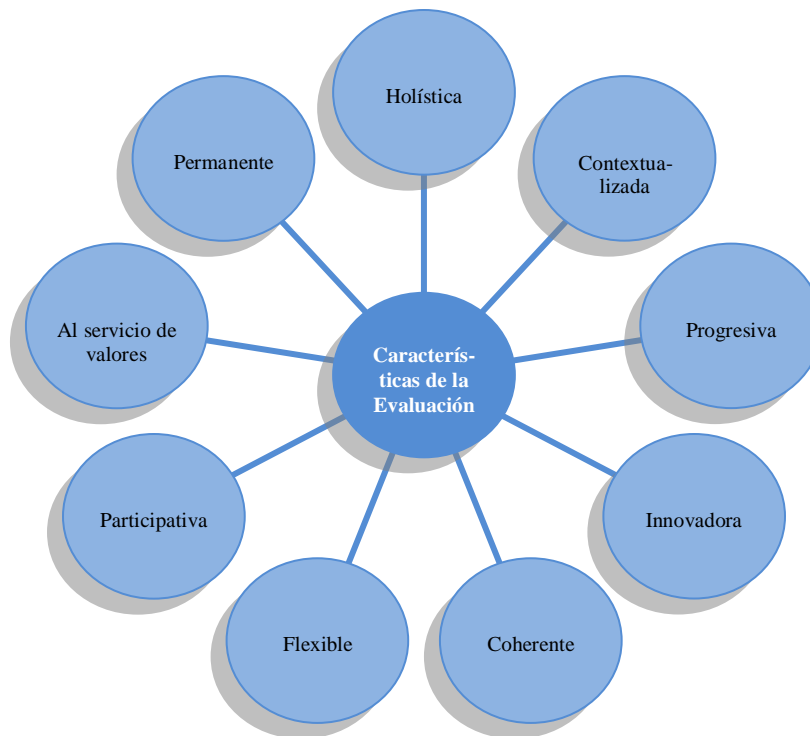 Holística
Contextua-
lizada
Progresiva
Innovadora
Coherente
Flexible
Participativa
Al servicio de
valores
Permanente
Caracterís-
ticas de la
Evaluación